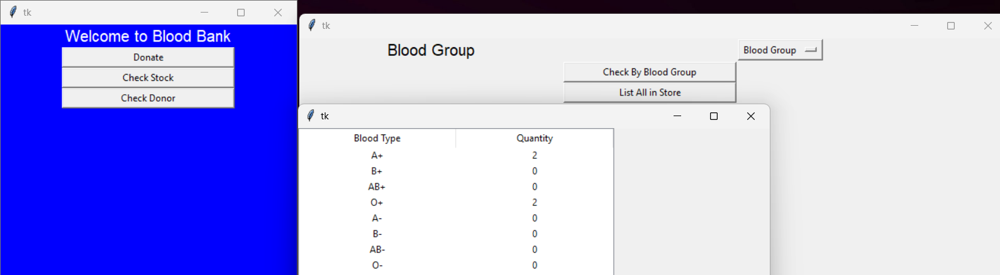 tk
Welcome to Blood Bank
Donate
Check Stock
Check Donor
tk
Blood Group
Blood Group
Check By Blood Group
List All in Store
tk
Blood Type Quantity
A+ 2
B+ 0
AB+ 0
O+ 2
A- 0
B- 0
AB- 0
O- 0